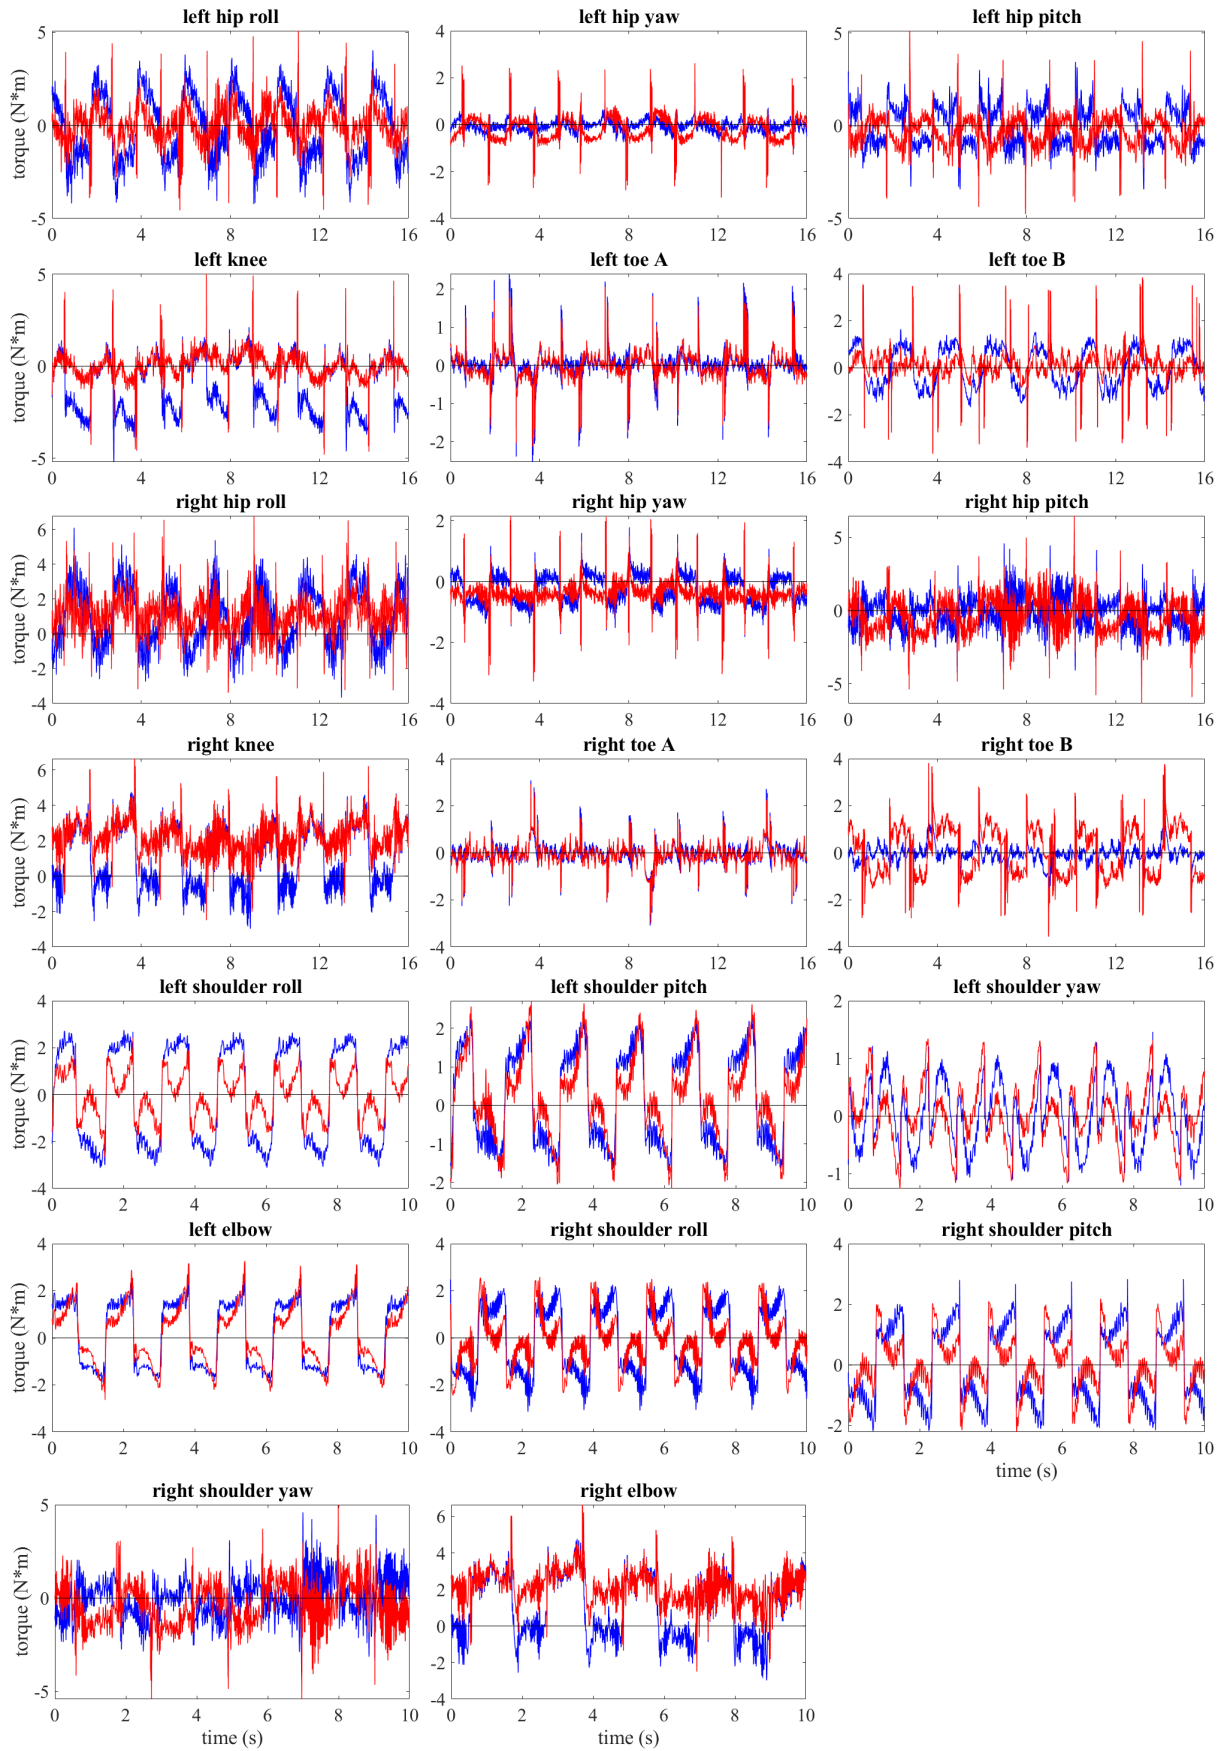 left hip roll left hip yaw left hip pitch
5 4 5
torque (N*m) 0 2 0
0
-2
-5 -4 -5
0 4 8 12 16 0 4 8 12 16 0 4 8 12 16
left knee left toe A left toe B
5 2 4
torque (N*m) 0 1 2
0 0
-1 -2
-5 -2 -4
0 4 8 12 16 0 4 8 12 16 0 4 8 12 16
right hip roll right hip yaw right hip pitch
6 2 5
4 0
torque (N*m) 2 0
0 -2
-2 -5
-4 -4
0 4 8 12 16 0 4 8 12 16 0 4 8 12 16
right knee right toe A right toe B
6 4 4
4 2 2
torque (N*m) 2 0 0
0
-2 -2 -2
-4 -4 -4
0 4 8 12 16 0 4 8 12 16 0 4 8 12 16
left shoulder roll left shoulder pitch left shoulder yaw
4 2 2
2 1 1
torque (N*m) 0 0 0
-2 -1 -1
-4 -2
0 2 4 6 8 10 0 2 4 6 8 10 0 2 4 6 8 10
left elbow right shoulder roll right shoulder pitch
4 4 4
2 2 2
torque (N*m) 0 0 0
-2 -2 -2
-4 -4
0 2 4 6 8 10 0 2 4 6 8 10 0 2 4 6 8 10
time (s)
right shoulder yaw right elbow
5 6
4
torque (N*m) 0 2
0
-2
-5 -4
0 2 4 6 8 10 0 2 4 6 8 10
time (s) time (s)